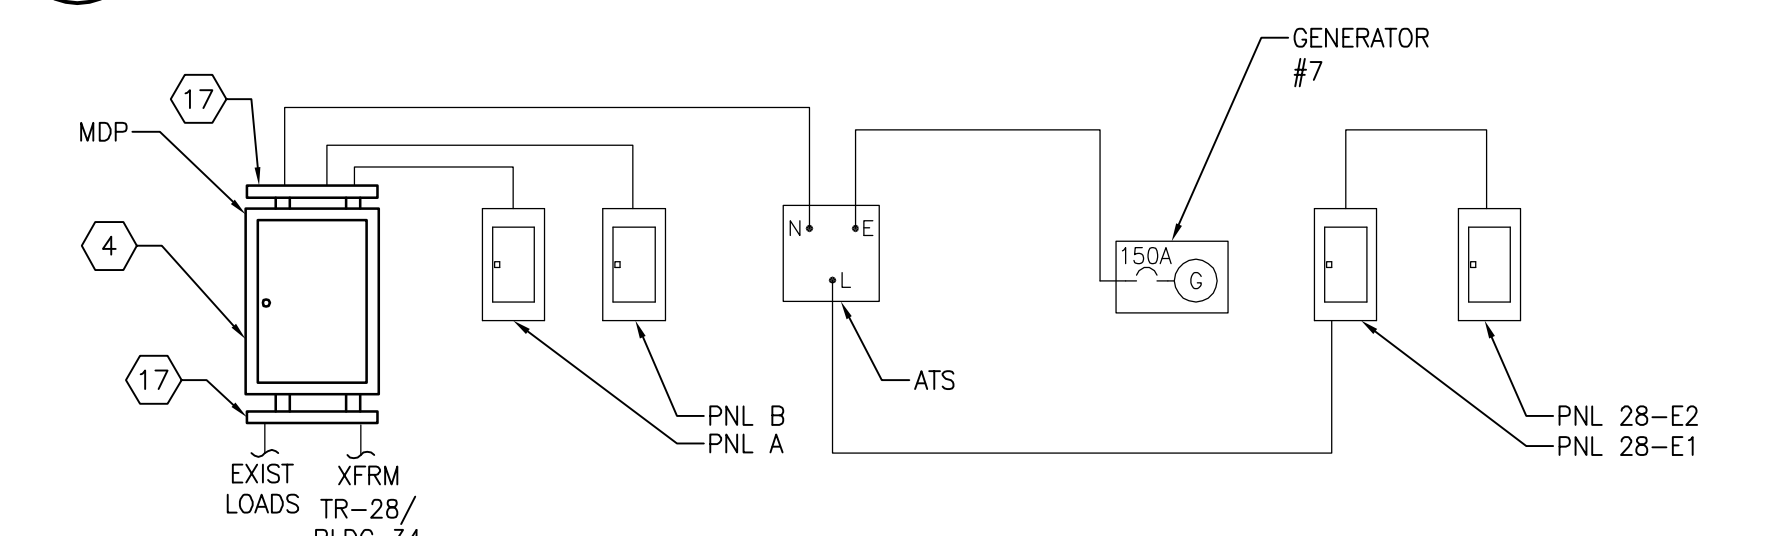 GENERATOR
#7
17
MDP
4
N
E
L
150A
G
17
ATS
PNL B
PNL A
PNL 28-E2
PNL 28-E1
EXIST
LOADS
XFRM
TR-28/